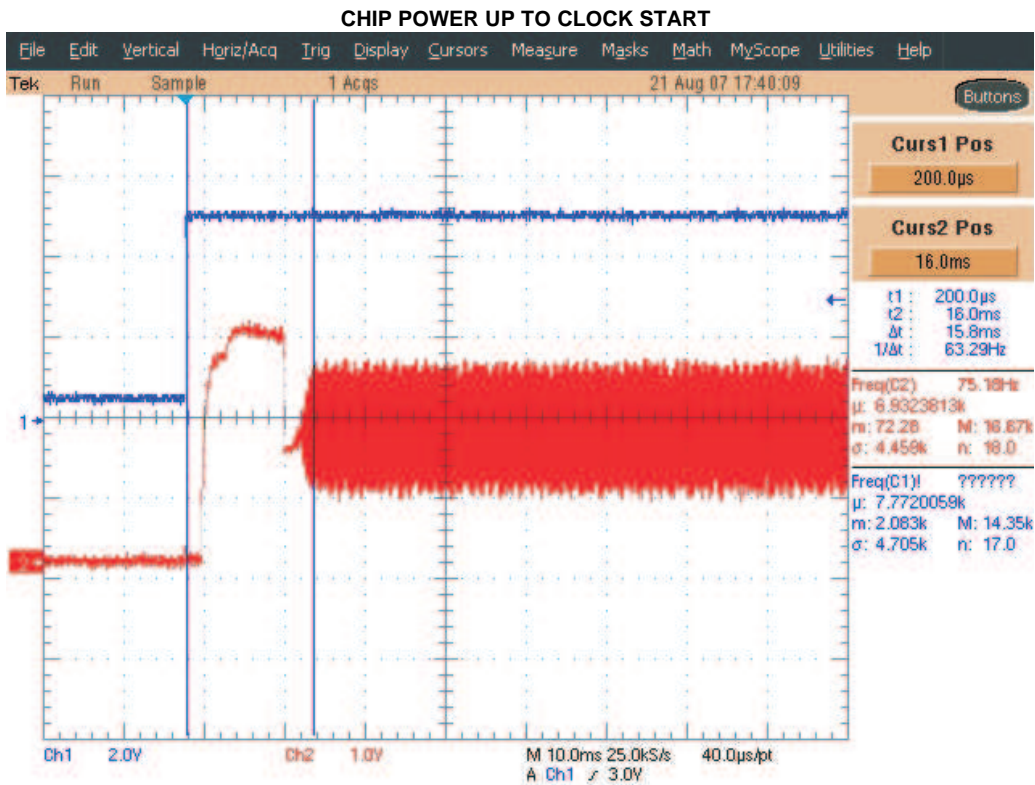 CHIP POWER UP TO CLOCK START
File Edit Vertical Horiz/Acq Trig Display Cursors Measure Masks Math MyScope Utilities Help
Tek Run Sample 1 Acqs 21 Aug 07 17:40:09
Buttons
Curs1 Pos
200.0µs
Curs2 Pos
16.0ms
t1 : 200.0µs
t2 : 16.0ms
Δt : 15.8ms
1/Δt : 63.29Hz
Freq(C2) 75.18Hz
µ: 6.9323813k
m: 72.28 M: 16.67k
σ: 4.459k n: 18.0
1
Freq(C1)! ??????
µ: 7.7720059k
m: 2.083k M: 14.35k
σ: 4.705k n: 17.0
2
Ch1 2.0V Ch2 1.0V M 10.0ms 25.0kS/s 40.0µs/pt
A Ch1 / 3.0V